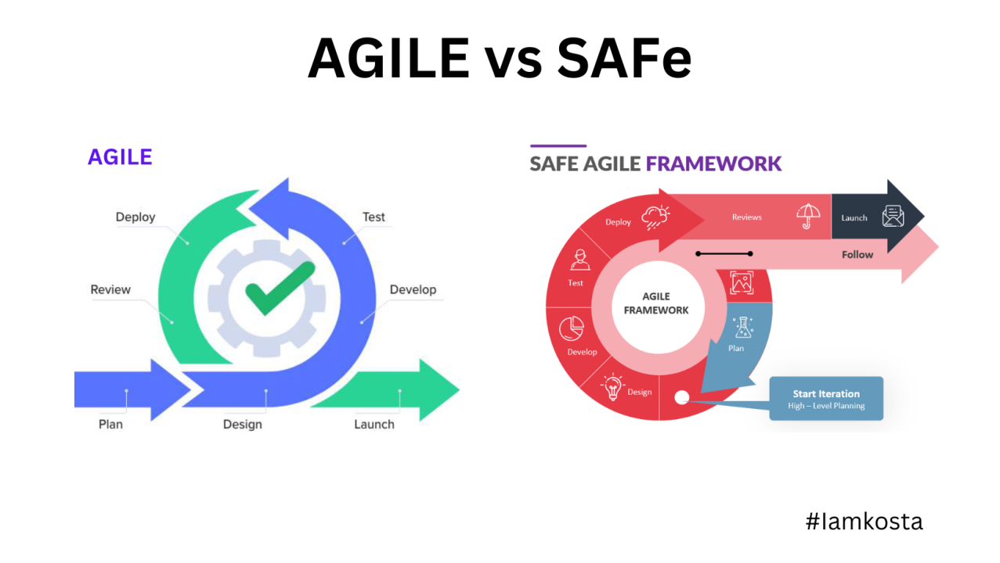 AGILE vs SAFe
AGILE
Deploy
Test
Review
Develop
Plan
Design
Launch
SAFE AGILE FRAMEWORK
Deploy
Reviews
Launch
Follow
Test
AGILE
FRAMEWORK
Develop
Plan
Design
Start Iteration
High – Level Planning
#Iamkosta